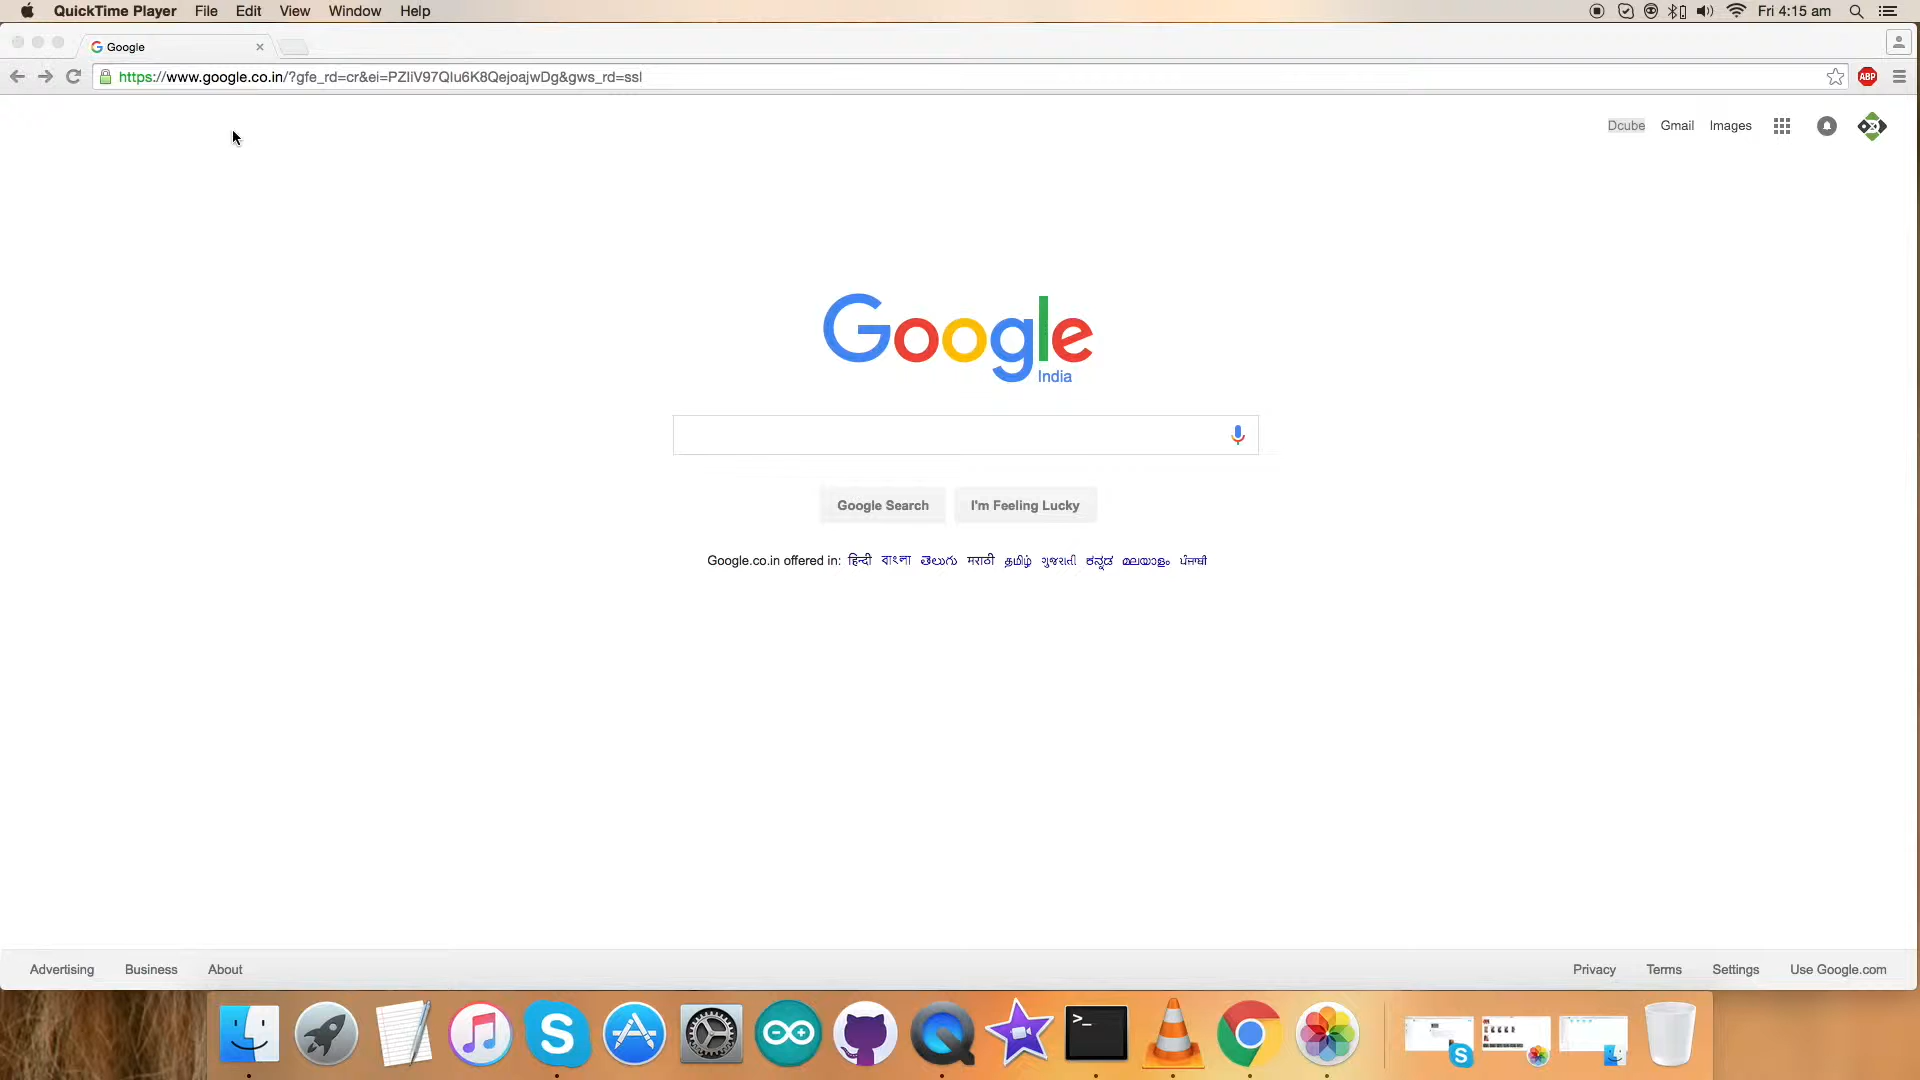 QuickTime Player File Edit View Window Help Fri 4:15 am
Google
https://www.google.co.in/?gfe_rd=cr&ei=PZIiV97QIu6K8QejoajwDg&gws_rd=ssl ABP
Dcube Gmail Images
Google
India
Google Search I'm Feeling Lucky
Google.co.in offered in: हिन्दी বাংলা తెలుగు मराठी தமிழ் ગુજરાતી ಕನ್ನಡ മലയാളം ਪੰਜਾਬੀ
Advertising Business About Privacy Terms Settings Use Google.com